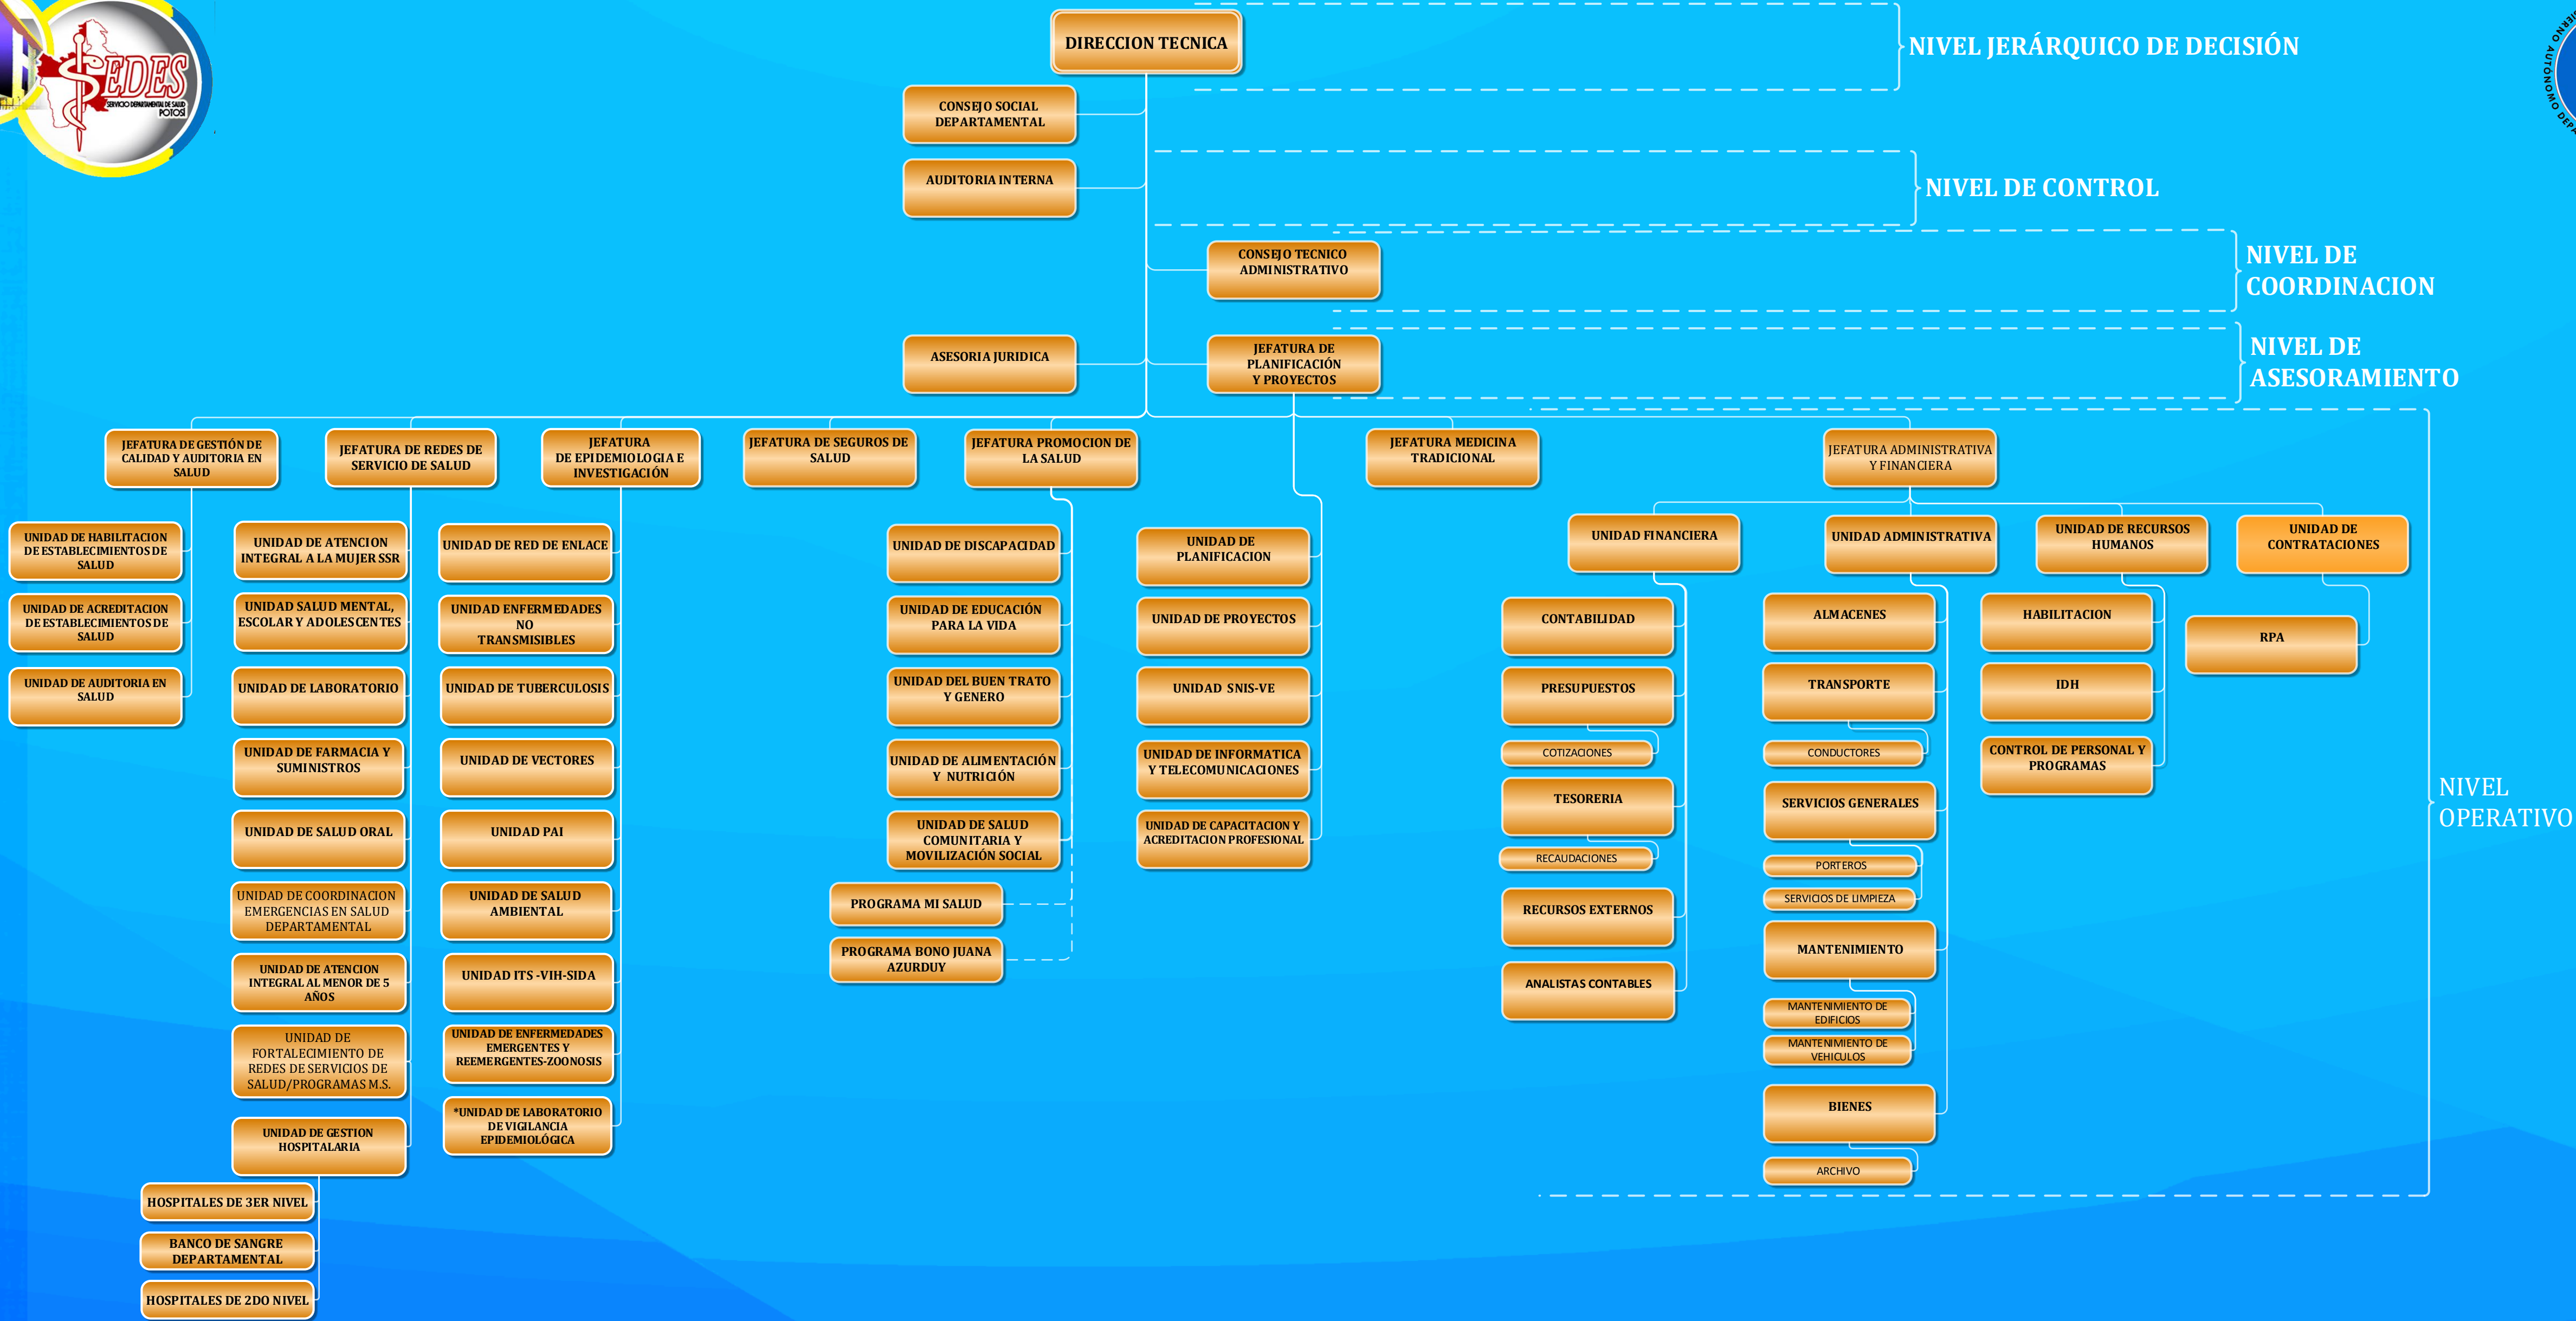 SEDES
SERVICIO DEPARTAMENTAL DE SALUD
POTOSÍ
DIRECCION TECNICA
NIVEL JERÁRQUICO DE DECISIÓN
CONSEJO SOCIAL
DEPARTAMENTAL
AUDITORIA INTERNA
NIVEL DE CONTROL
CONSEJO TECNICO
ADMINISTRATIVO
NIVEL DE
COORDINACION
ASESORIA JURIDICA
JEFATURA DE
PLANIFICACIÓN
Y PROYECTOS
NIVEL DE
ASESORAMIENTO
JEFATURA DE GESTIÓN DE
CALIDAD Y AUDITORIA EN
SALUD
JEFATURA DE REDES DE
SERVICIO DE SALUD
JEFATURA
DE EPIDEMIOLOGIA E
INVESTIGACIÓN
JEFATURA DE SEGUROS DE
SALUD
JEFATURA PROMOCION DE
LA SALUD
JEFATURA MEDICINA
TRADICIONAL
JEFATURA ADMINISTRATIVA
Y FINANCIERA
UNIDAD DE HABILITACION
DE ESTABLECIMIENTOS DE
SALUD
UNIDAD DE ACREDITACION
DE ESTABLECIMIENTOS DE
SALUD
UNIDAD DE AUDITORIA EN
SALUD
UNIDAD DE ATENCION
INTEGRAL A LA MUJER SSR
UNIDAD SALUD MENTAL,
ESCOLAR Y ADOLESCENTES
UNIDAD DE LABORATORIO
UNIDAD DE FARMACIA Y
SUMINISTROS
UNIDAD DE SALUD ORAL
UNIDAD DE COORDINACION
EMERGENCIAS EN SALUD
DEPARTAMENTAL
UNIDAD DE ATENCION
INTEGRAL AL MENOR DE 5
AÑOS
UNIDAD DE
FORTALECIMIENTO DE
REDES DE SERVICIOS DE
SALUD/PROGRAMAS M.S.
UNIDAD DE GESTION
HOSPITALARIA
HOSPITALES DE 3ER NIVEL
BANCO DE SANGRE
DEPARTAMENTAL
HOSPITALES DE 2DO NIVEL
UNIDAD DE RED DE ENLACE
UNIDAD ENFERMEDADES
NO
TRANSMISIBLES
UNIDAD DE TUBERCULOSIS
UNIDAD DE VECTORES
UNIDAD PAI
UNIDAD DE SALUD
AMBIENTAL
UNIDAD ITS -VIH-SIDA
UNIDAD DE ENFERMEDADES
EMERGENTES Y
REEMERGENTES-ZOONOSIS
*UNIDAD DE LABORATORIO
DE VIGILANCIA
EPIDEMIOLÓGICA
UNIDAD DE DISCAPACIDAD
UNIDAD DE EDUCACIÓN
PARA LA VIDA
UNIDAD DEL BUEN TRATO
Y GENERO
UNIDAD DE ALIMENTACIÓN
Y NUTRICIÓN
UNIDAD DE SALUD
COMUNITARIA Y
MOVILIZACIÓN SOCIAL
PROGRAMA MI SALUD
PROGRAMA BONO JUANA
AZURDUY
UNIDAD DE
PLANIFICACION
UNIDAD DE PROYECTOS
UNIDAD SNIS-VE
UNIDAD DE INFORMATICA
Y TELECOMUNICACIONES
UNIDAD DE CAPACITACION Y
ACREDITACION PROFESIONAL
UNIDAD FINANCIERA
CONTABILIDAD
PRESUPUESTOS
COTIZACIONES
TESORERIA
RECAUDACIONES
RECURSOS EXTERNOS
ANALISTAS CONTABLES
UNIDAD ADMINISTRATIVA
ALMACENES
TRANSPORTE
CONDUCTORES
SERVICIOS GENERALES
PORTEROS
SERVICIOS DE LIMPIEZA
MANTENIMIENTO
MANTENIMIENTO DE
EDIFICIOS
MANTENIMIENTO DE
VEHICULOS
BIENES
ARCHIVO
UNIDAD DE RECURSOS
HUMANOS
HABILITACION
IDH
CONTROL DE PERSONAL Y
PROGRAMAS
UNIDAD DE
CONTRATACIONES
RPA
NIVEL
OPERATIVO